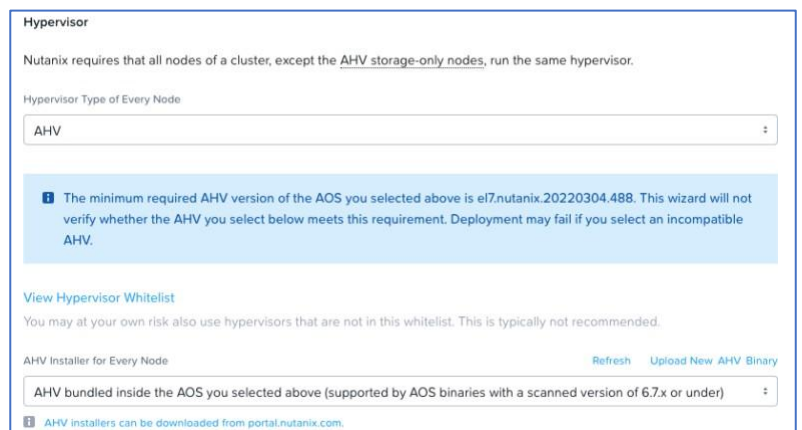 Hypervisor
Nutanix requires that all nodes of a cluster, except the AHV storage-only nodes, run the same hypervisor.
Hypervisor Type of Every Node
AHV
The minimum required AHV version of the AOS you selected above is el7.nutanix.20220304.488. This wizard will not
verify whether the AHV you select below meets this requirement. Deployment may fail if you select an incompatible
AHV.
View Hypervisor Whitelist
You may at your own risk also use hypervisors that are not in this whitelist. This is typically not recommended.
AHV Installer for Every Node Refresh Upload New AHV Binary
AHV bundled inside the AOS you selected above (supported by AOS binaries with a scanned version of 6.7.x or under)
AHV installers can be downloaded from portal.nutanix.com.